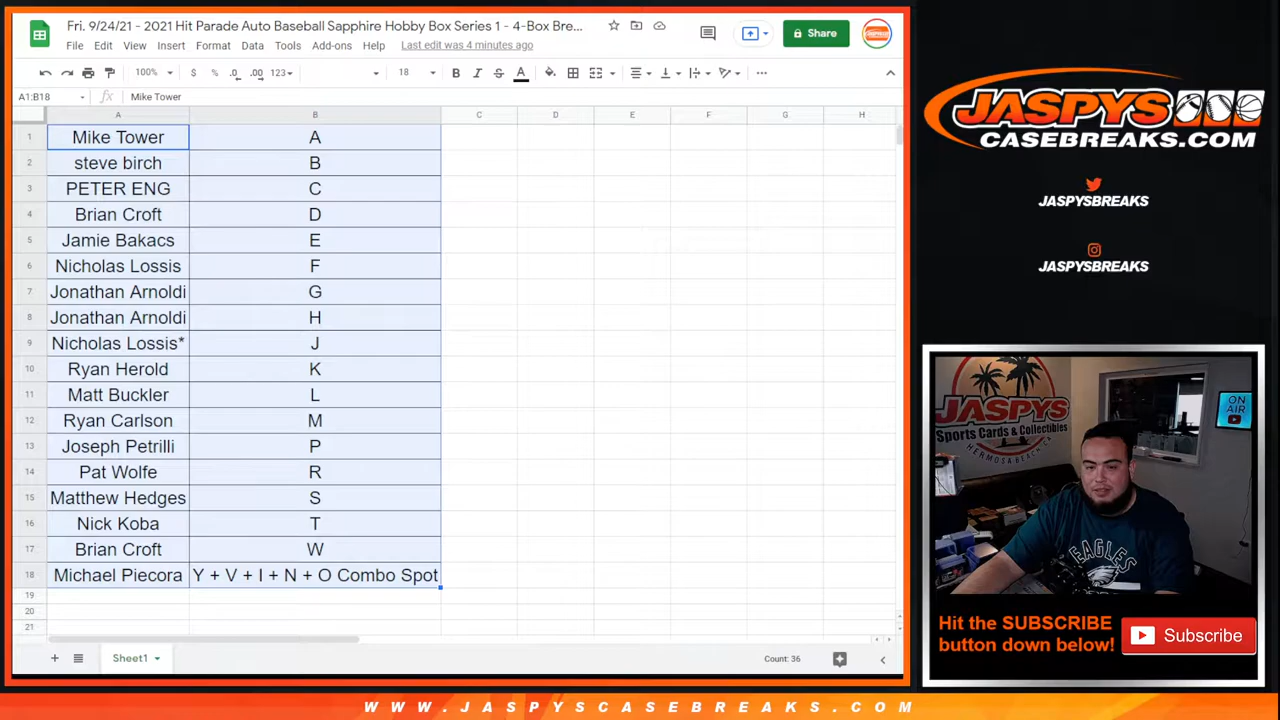 Fri. 9/24/21 - 2021 Hit Parade Auto Baseball Sapphire Hobby Box Series 1 - 4-Box Bre...
File Edit View Insert Format Data Tools Add-ons Help Last edit was 4 minutes ago
Share
100% $ % .0 .00 123 18 B I S A
A1:B18 fx Mike Tower
A B C D E F G H
1 Mike Tower A
2 steve birch B
3 PETER ENG C
4 Brian Croft D
5 Jamie Bakacs E
6 Nicholas Lossis F
7 Jonathan Arnoldi G
8 Jonathan Arnoldi H
9 Nicholas Lossis* J
10 Ryan Herold K
11 Matt Buckler L
12 Ryan Carlson M
13 Joseph Petrilli P
14 Pat Wolfe R
15 Matthew Hedges S
16 Nick Koba T
17 Brian Croft W
18 Michael Piecora Y + V + I + N + O Combo Spot
19
20
21
Sheet1
Count: 36
JASPYS
CASEBREAKS.COM
JASPYSBREAKS
JASPYSBREAKS
JASPYS
Sports Cards & Collectibles
HERMOSA BEACH CA
ON AIR
EAGLES
Hit the SUBSCRIBE
button down below!
Subscribe
WWW.JASPYSCASEBREAKS.COM